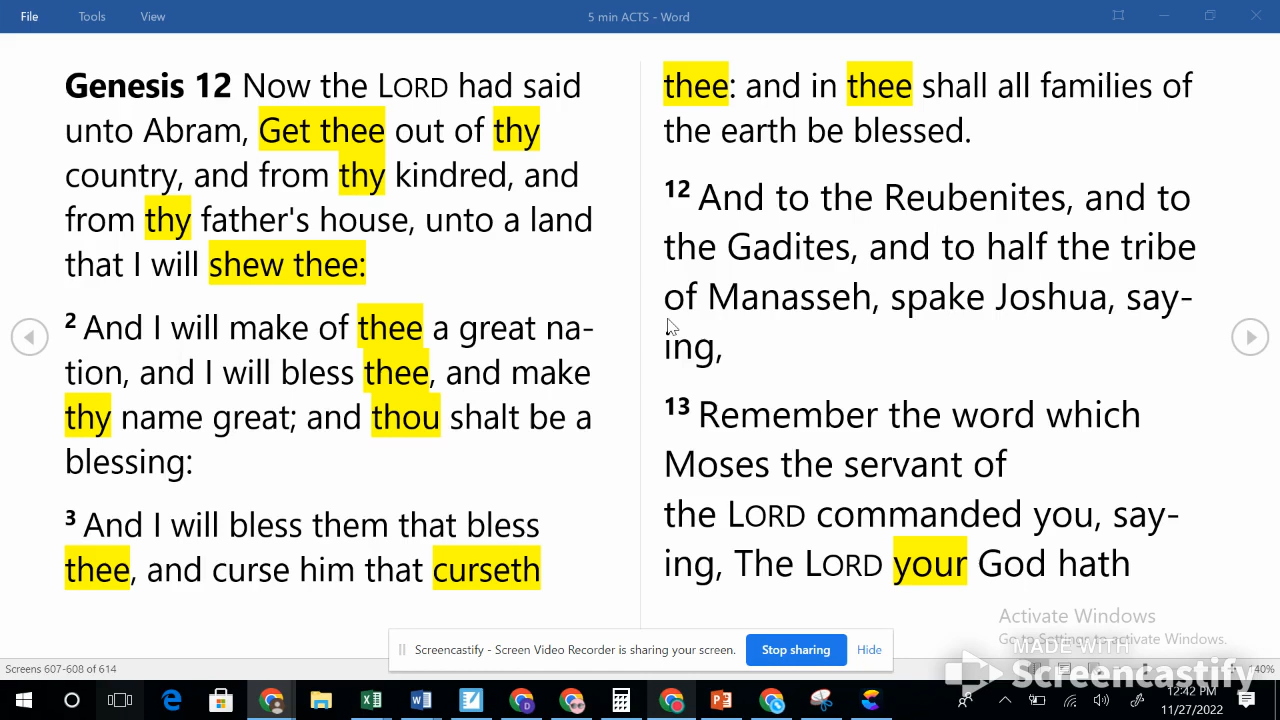 File Tools View 5 min ACTS - Word
Genesis 12 Now the LORD had said
unto Abram, Get thee out of thy
country, and from thy kindred, and
from thy father's house, unto a land
that I will shew thee:
2 And I will make of thee a great na-
tion, and I will bless thee, and make
thy name great; and thou shalt be a
blessing:
3 And I will bless them that bless
thee, and curse him that curseth
thee: and in thee shall all families of
the earth be blessed.
12 And to the Reubenites, and to
the Gadites, and to half the tribe
of Manasseh, spake Joshua, say-
ing,
13 Remember the word which
Moses the servant of
the LORD commanded you, say-
ing, The LORD your God hath
Activate Windows
Go to Settings to activate Windows.
Screencastify - Screen Video Recorder is sharing your screen. Stop sharing Hide
MADE WITH
Screencastify
Screens 607-608 of 614
140%
12:42 PM
11/27/2022